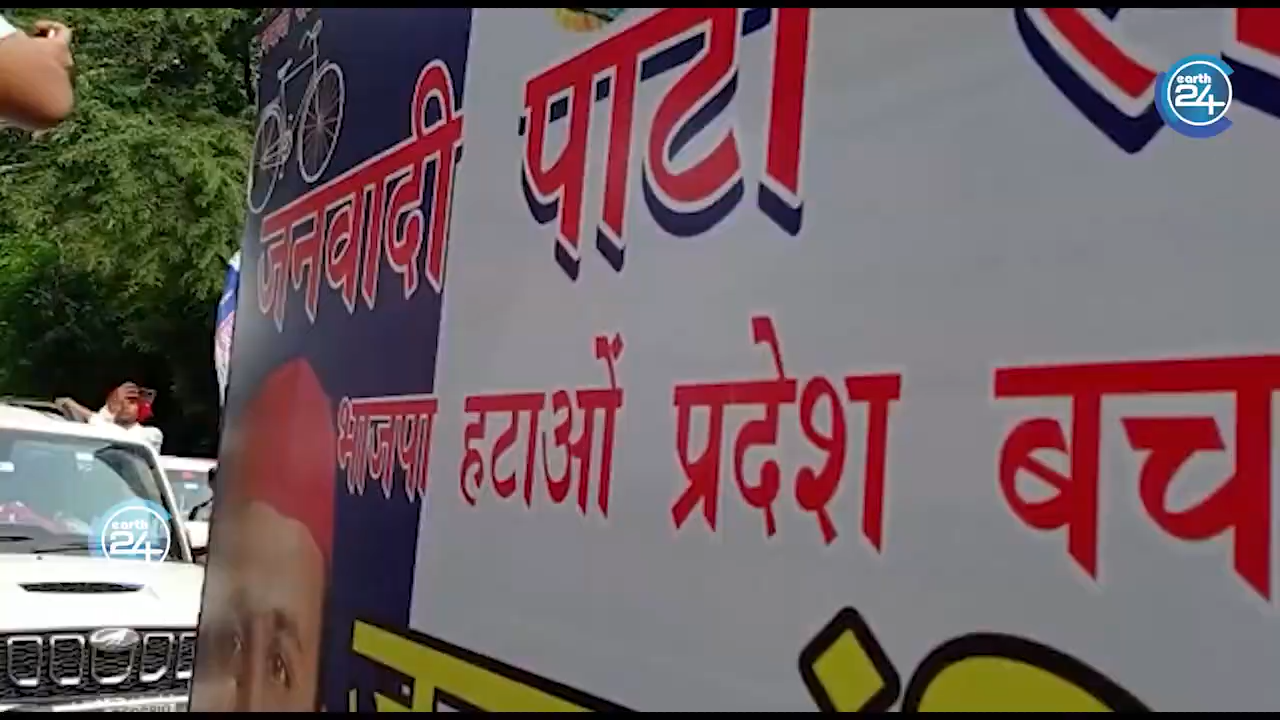 earth
24
जनवादी पार्टी
भाजपा हटाओं प्रदेश बच
earth
24